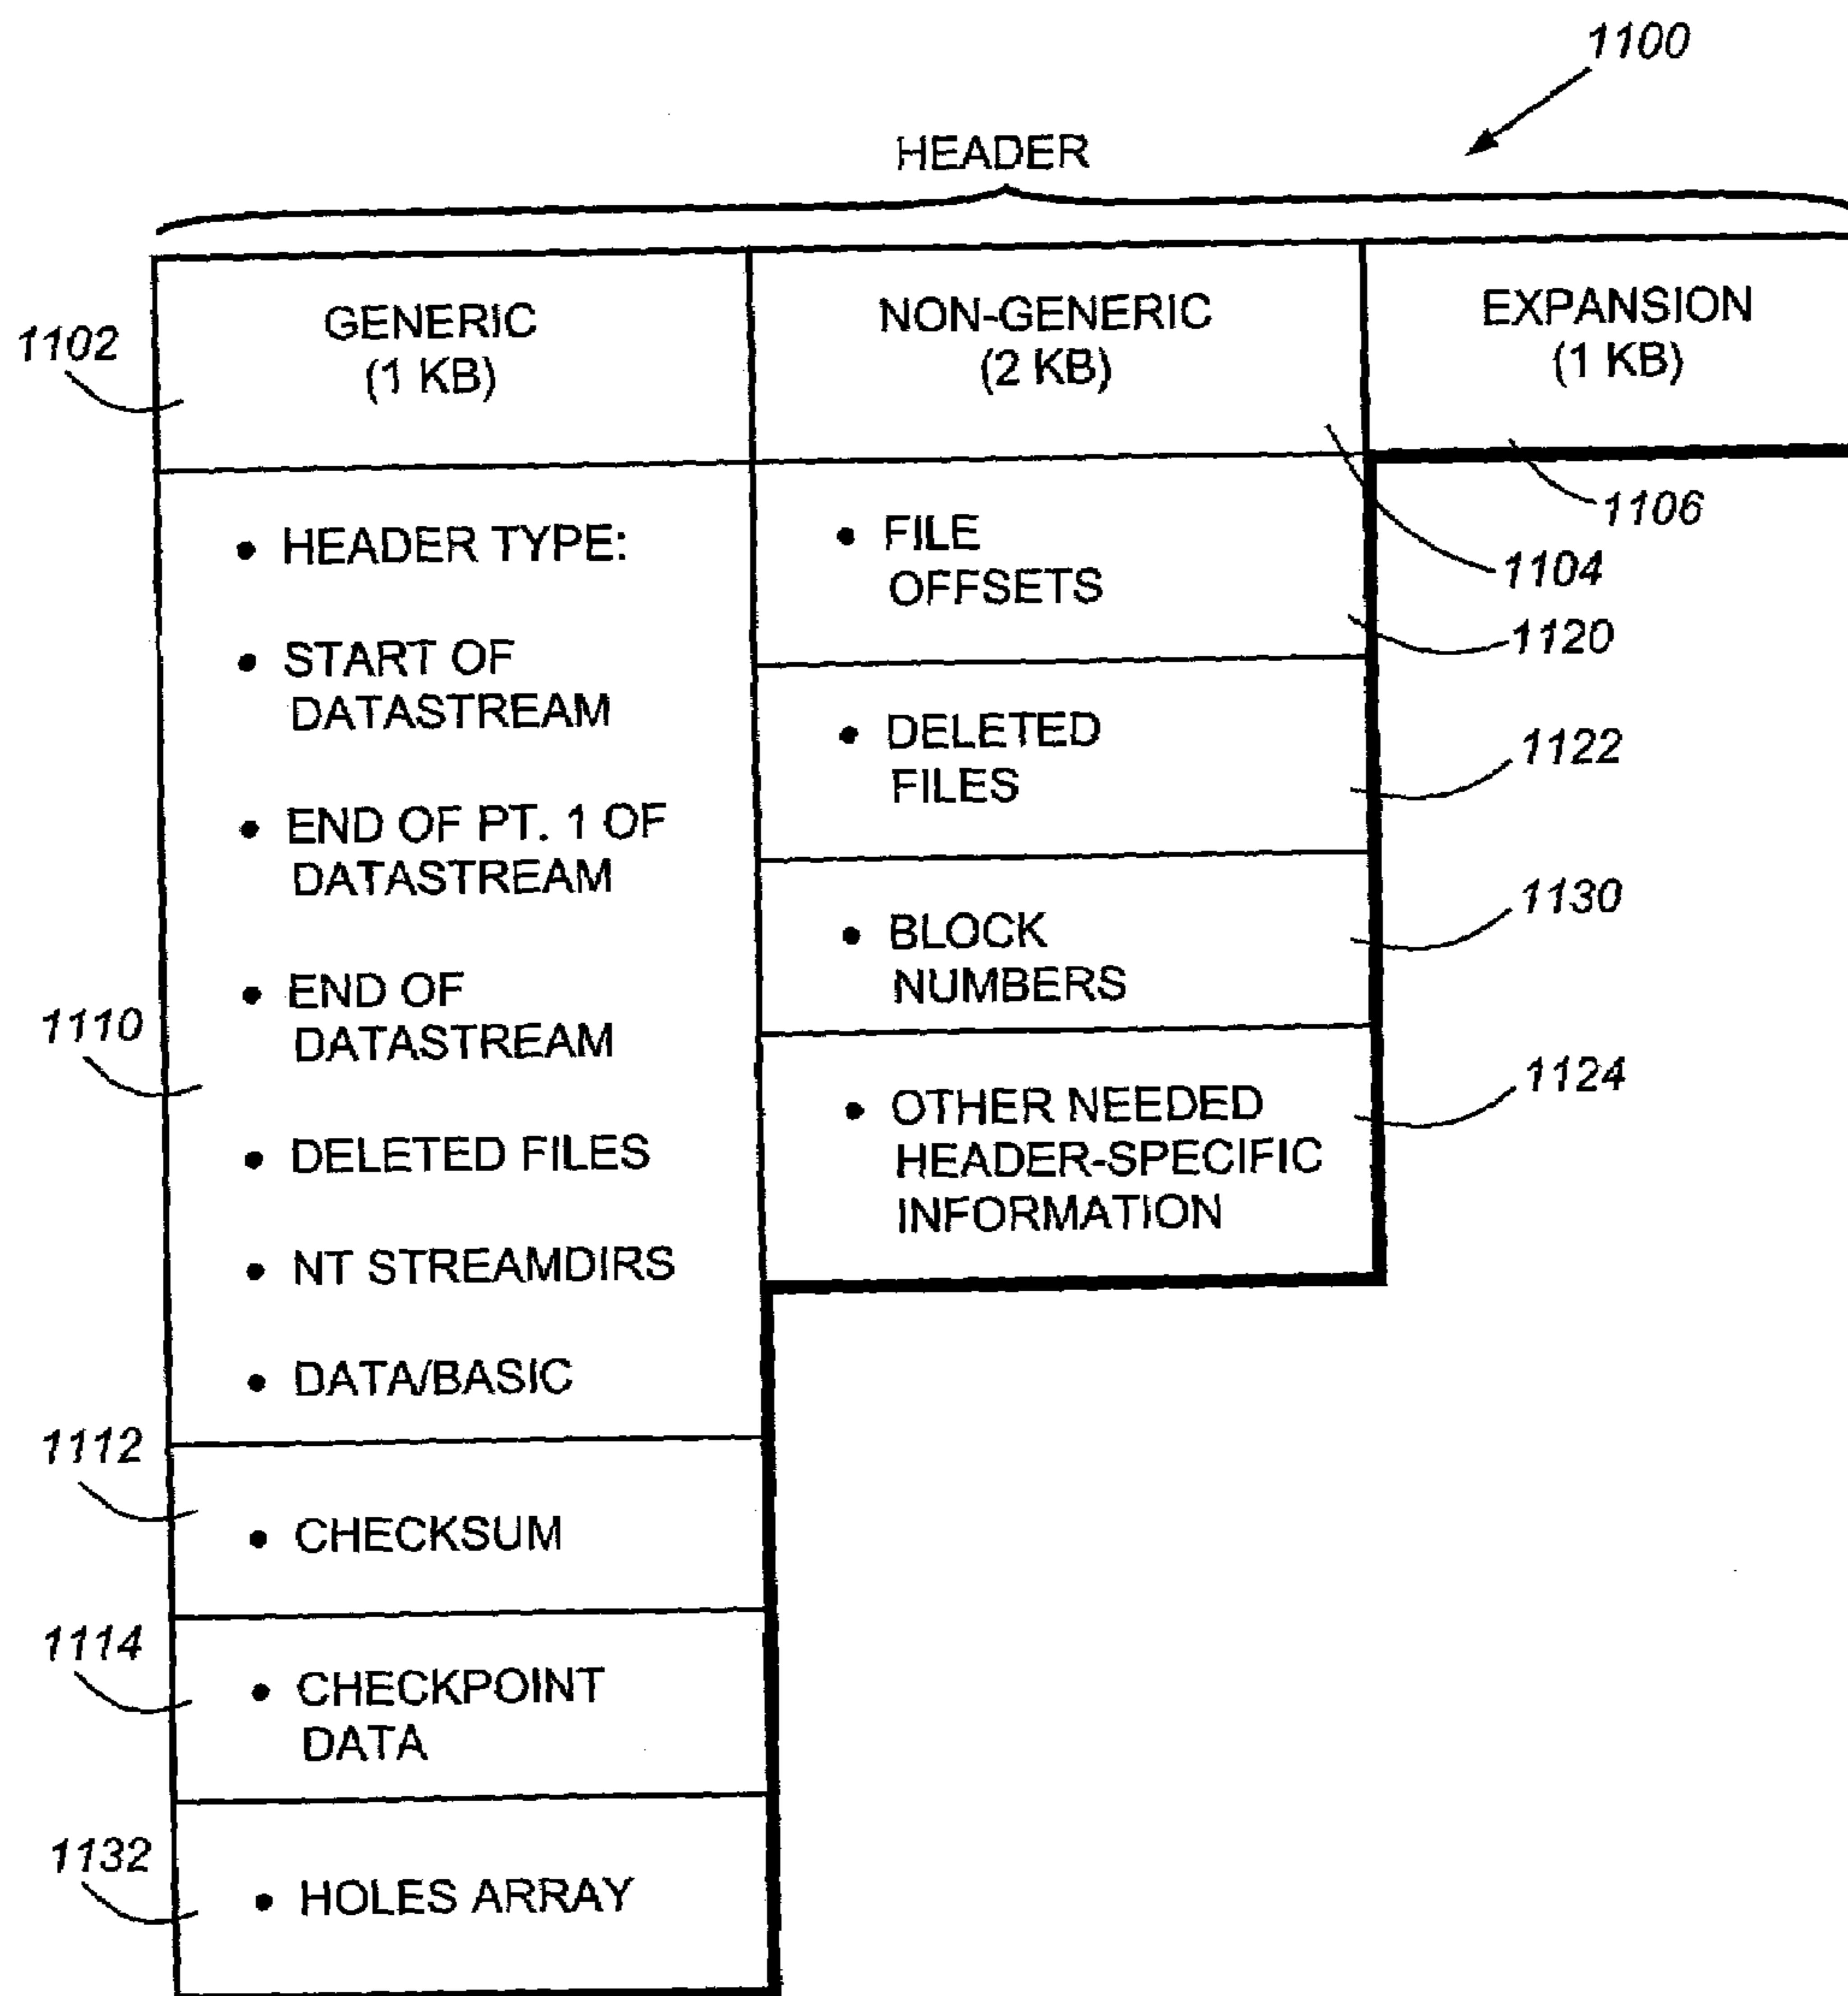 1100
HEADER
1102
GENERIC
(1 KB)
NON-GENERIC
(2 KB)
EXPANSION
(1 KB)
1106
1104
1110
• HEADER TYPE:
• START OF
DATASTREAM
• END OF PT. 1 OF
DATASTREAM
• END OF
DATASTREAM
• DELETED FILES
• NT STREAMDIRS
• DATA/BASIC
1112
• CHECKSUM
1114
• CHECKPOINT
DATA
1132
• HOLES ARRAY
• FILE
OFFSETS
1120
• DELETED
FILES
1122
• BLOCK
NUMBERS
1130
• OTHER NEEDED
HEADER-SPECIFIC
INFORMATION
1124